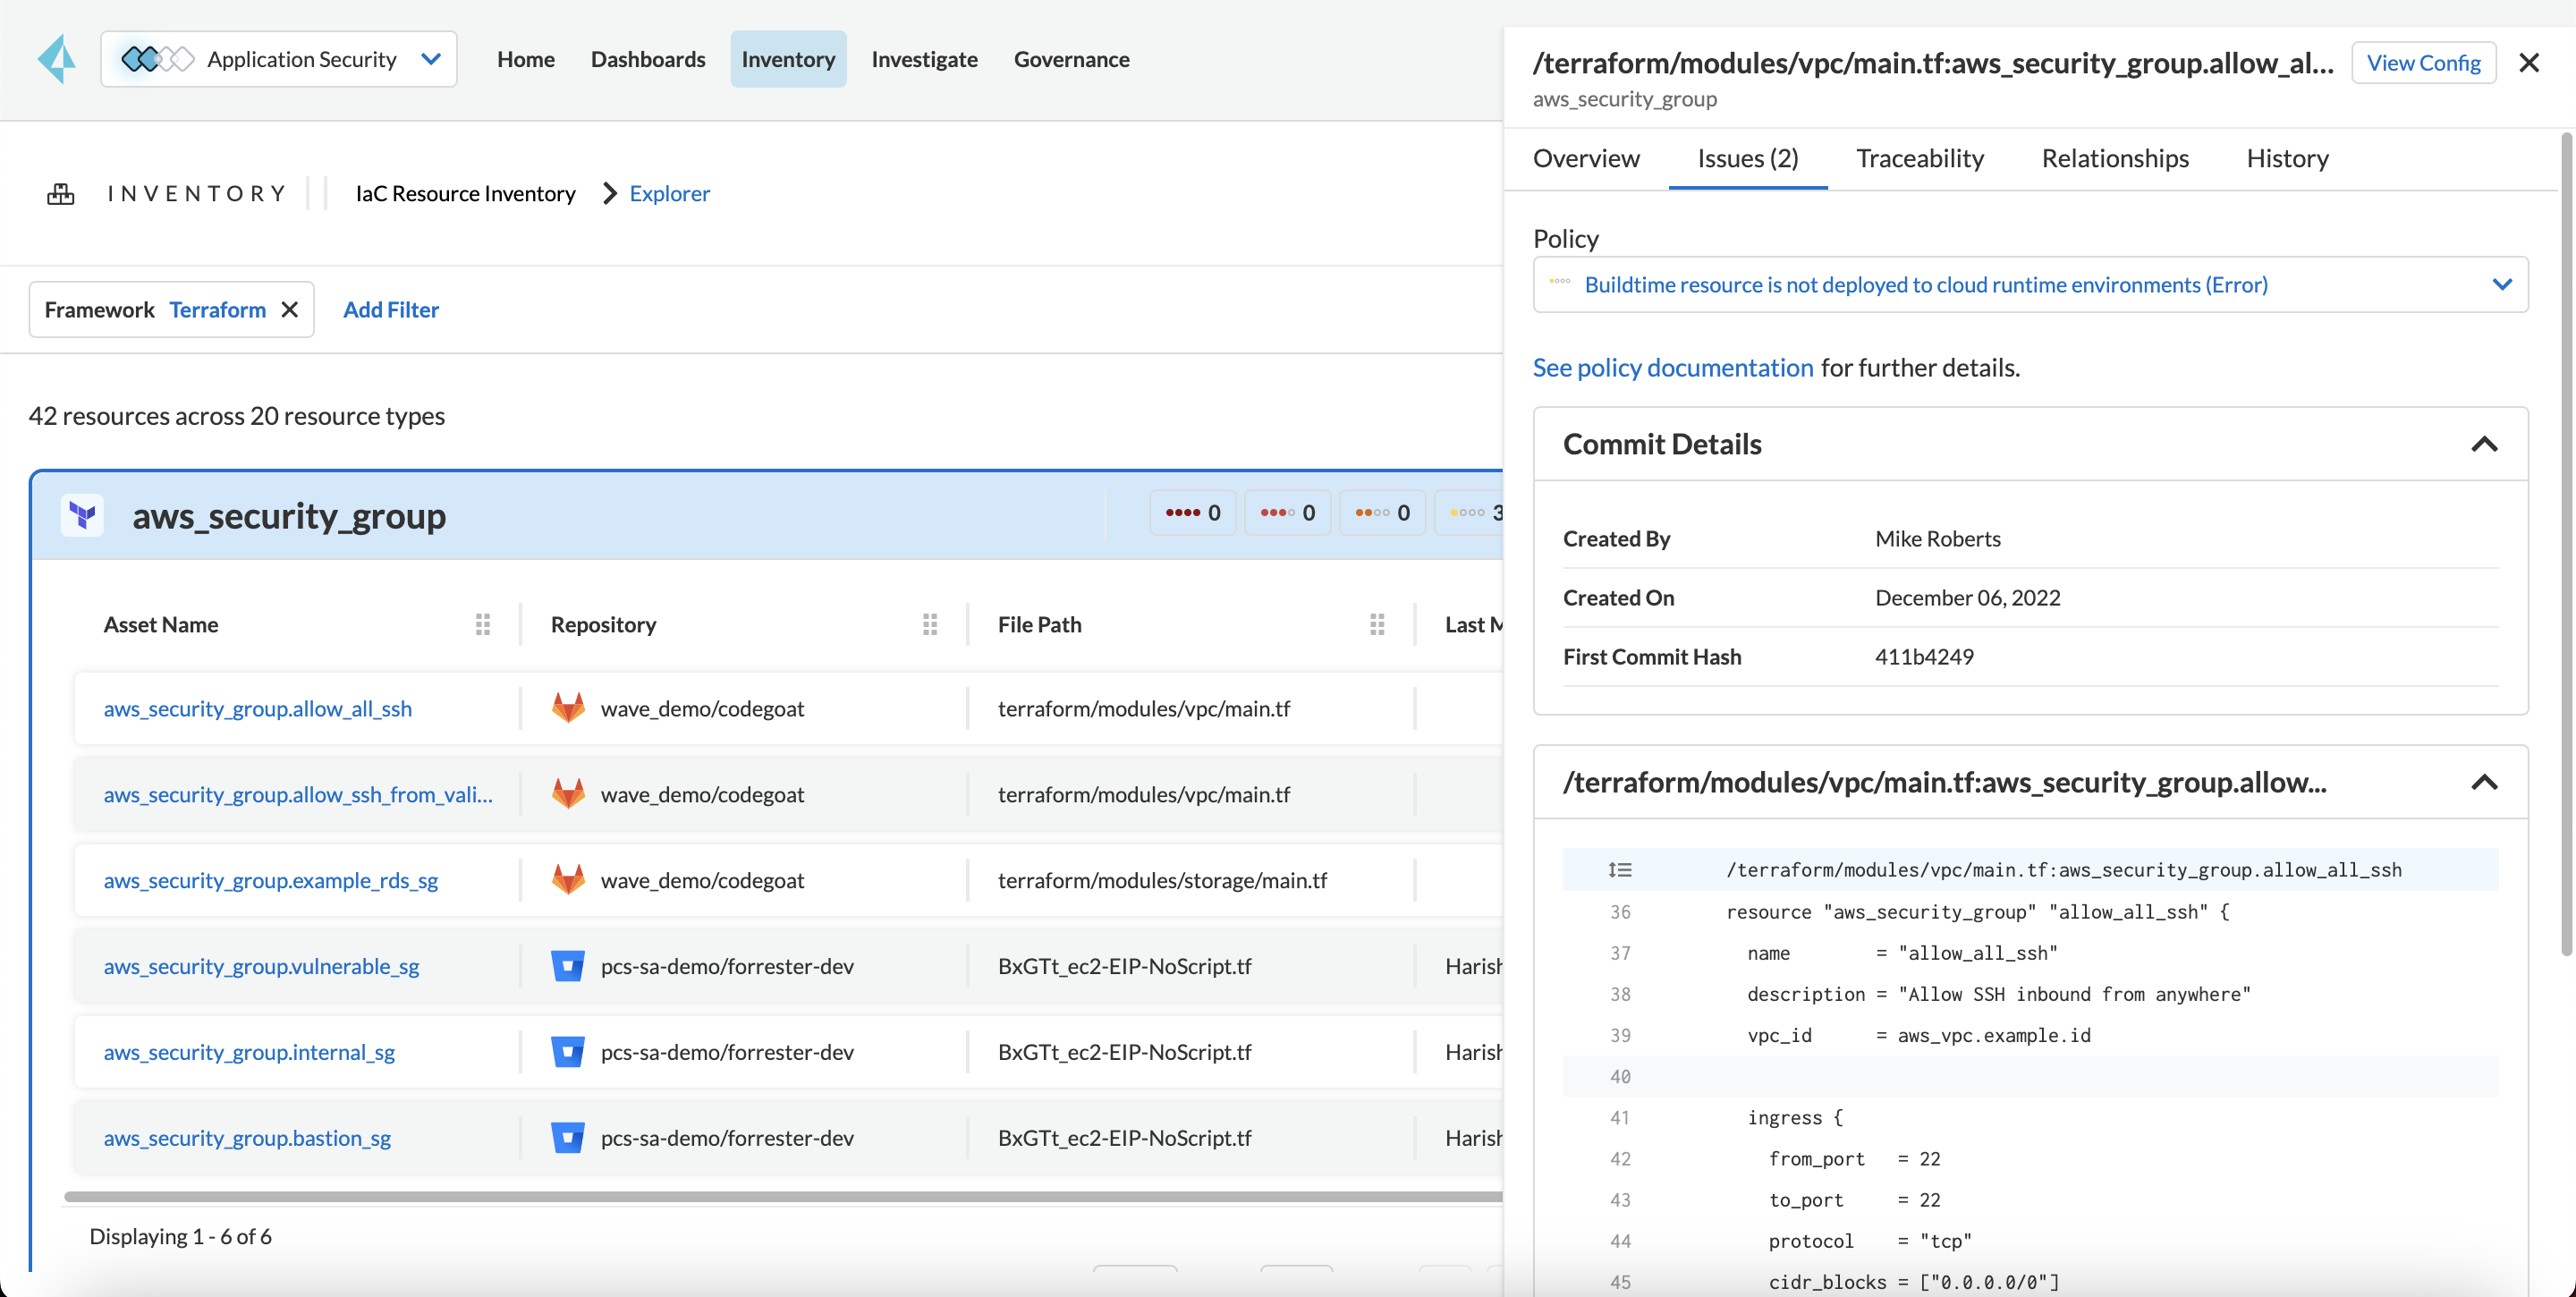 Application Security
Home
Dashboards
Inventory
Investigate
Governance
INVENTORY
IaC Resource Inventory
Explorer
Framework Terraform
Add Filter
42 resources across 20 resource types
aws_security_group
0
0
0
3
Asset Name
Repository
File Path
Last
aws_security_group.allow_all_ssh
wave_demo/codegoat
terraform/modules/vpc/main.tf
aws_security_group.allow_ssh_from_vali...
wave_demo/codegoat
terraform/modules/vpc/main.tf
aws_security_group.example_rds_sg
wave_demo/codegoat
terraform/modules/storage/main.tf
aws_security_group.vulnerable_sg
pcs-sa-demo/forrester-dev
BxGTt_ec2-EIP-NoScript.tf
Harish
aws_security_group.internal_sg
pcs-sa-demo/forrester-dev
BxGTt_ec2-EIP-NoScript.tf
Harish
aws_security_group.bastion_sg
pcs-sa-demo/forrester-dev
BxGTt_ec2-EIP-NoScript.tf
Harish
Displaying 1 - 6 of 6
/terraform/modules/vpc/main.tf:aws_security_group.allow_al...
View Config
aws_security_group
Overview
Issues (2)
Traceability
Relationships
History
Policy
Buildtime resource is not deployed to cloud runtime environments (Error)
See policy documentation for further details.
Commit Details
Created By Mike Roberts
Created On December 06, 2022
First Commit Hash 411b4249
/terraform/modules/vpc/main.tf:aws_security_group.allow...
/terraform/modules/vpc/main.tf:aws_security_group.allow_all_ssh
36 resource "aws_security_group" "allow_all_ssh" {
37 name = "allow_all_ssh"
38 description = "Allow SSH inbound from anywhere"
39 vpc_id = aws_vpc.example.id
40
41 ingress {
42 from_port = 22
43 to_port = 22
44 protocol = "tcp"
45 cidr_blocks = ["0.0.0.0/0"]